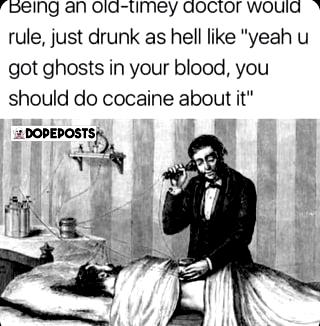 Being an old-timey doctor would
rule, just drunk as hell like "yeah u
got ghosts in your blood, you
should do cocaine about it"
DOPEPOSTS